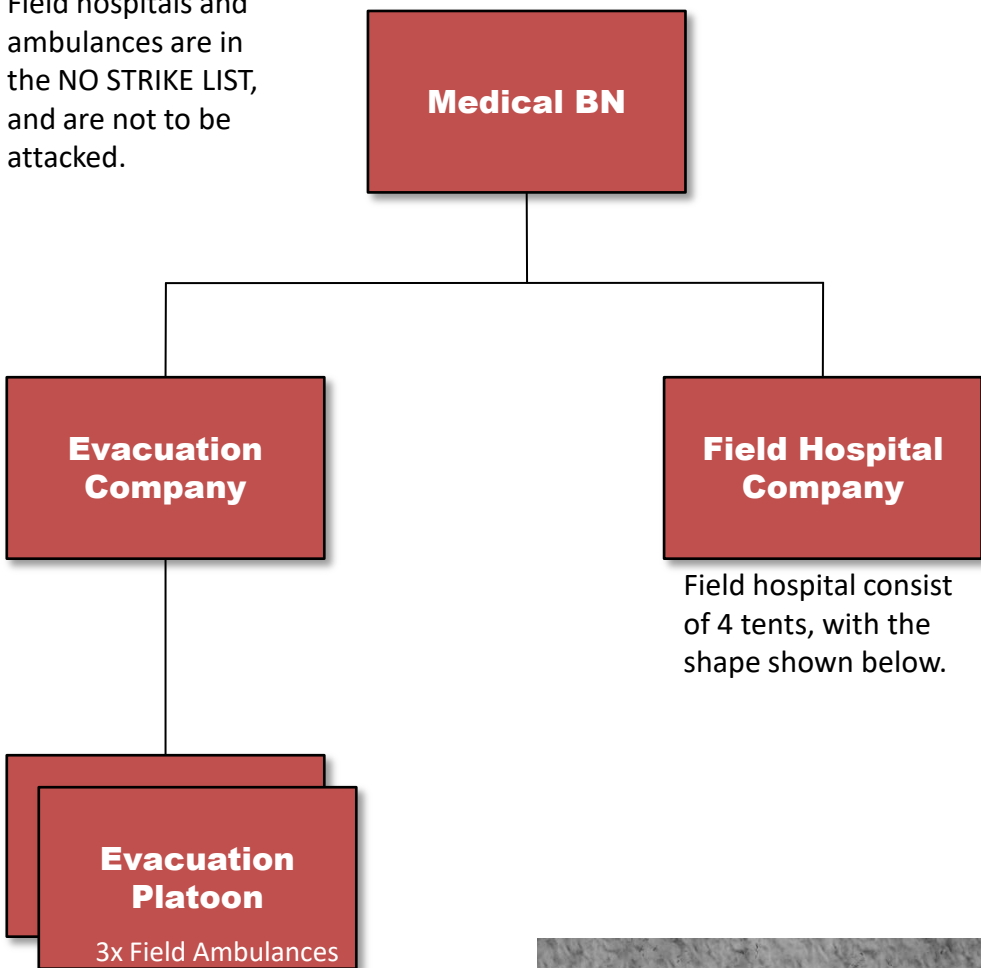 Field hospitals and
ambulances are in
the NO STRIKE LIST,
and are not to be
attacked.
Medical BN
Evacuation
Company
Field Hospital
Company
Field hospital consist
of 4 tents, with the
shape shown below.
Evacuation
Platoon
3x Field Ambulances